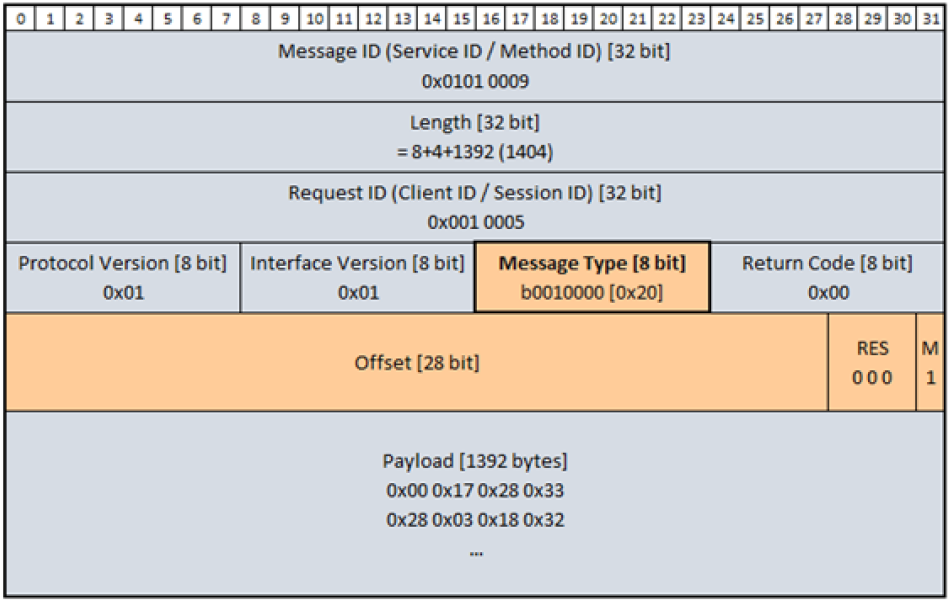 0 1 2 3 4 5 6 7 8 9 10 11 12 13 14 15 16 17 18 19 20 21 22 23 24 25 26 27 28 29 30 31
Message ID (Service ID / Method ID) [32 bit]
0x0101 0009
Length [32 bit]
= 8+4+1392 (1404)
Request ID (Client ID / Session ID) [32 bit]
0x001 0005
Protocol Version [8 bit] Interface Version [8 bit] Message Type [8 bit] Return Code [8 bit]
0x01 0x01 b0010000 [0x20] 0x00
Offset [28 bit]
RES M
0 0 0 1
Payload [1392 bytes]
0x00 0x17 0x28 0x33
0x28 0x03 0x18 0x32
...